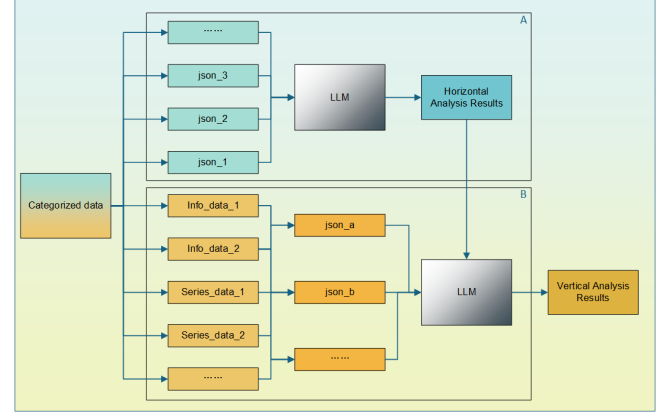 A
……
json_3
json_2
json_1
LLM
Horizontal
Analysis Results
Categorized data
B
Info_data_1
Info_data_2
Series_data_1
Series_data_2
……
json_a
json_b
……
LLM
Vertical Analysis
Results